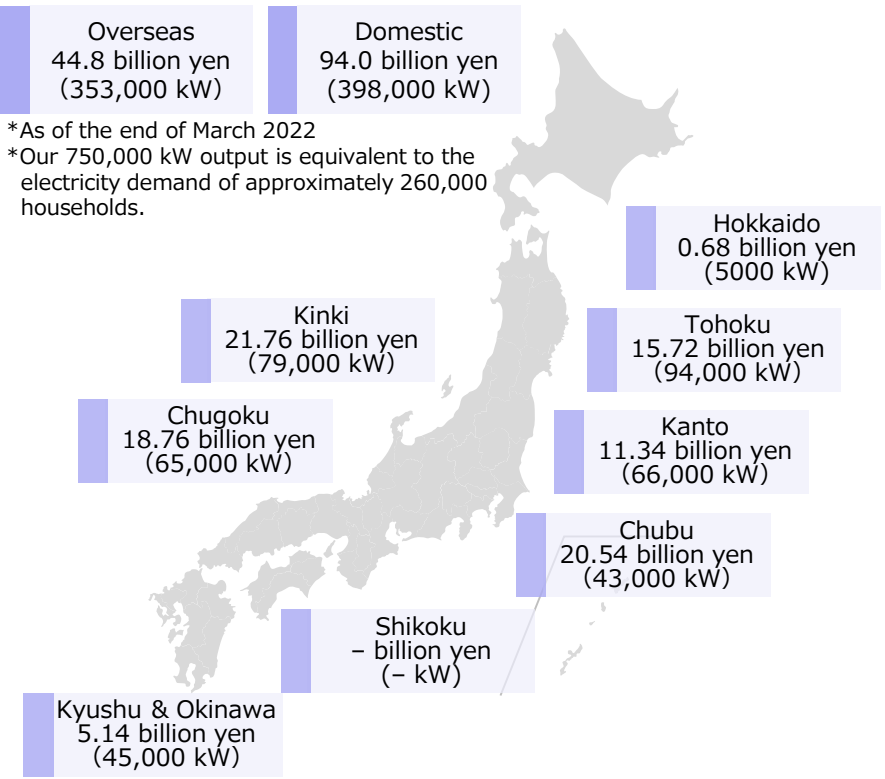 Overseas
44.8 billion yen
（353,000 kW）
Domestic
94.0 billion yen
（398,000 kW）
*As of the end of March 2022
*Our 750,000 kW output is equivalent to the
electricity demand of approximately 260,000
households.
Hokkaido
0.68 billion yen
（5000 kW）
Kinki
21.76 billion yen
（79,000 kW）
Tohoku
15.72 billion yen
（94,000 kW）
Chugoku
18.76 billion yen
（65,000 kW）
Kanto
11.34 billion yen
（66,000 kW）
Chubu
20.54 billion yen
（43,000 kW）
Shikoku
– billion yen
（– kW）
Kyushu & Okinawa
5.14 billion yen
（45,000 kW）